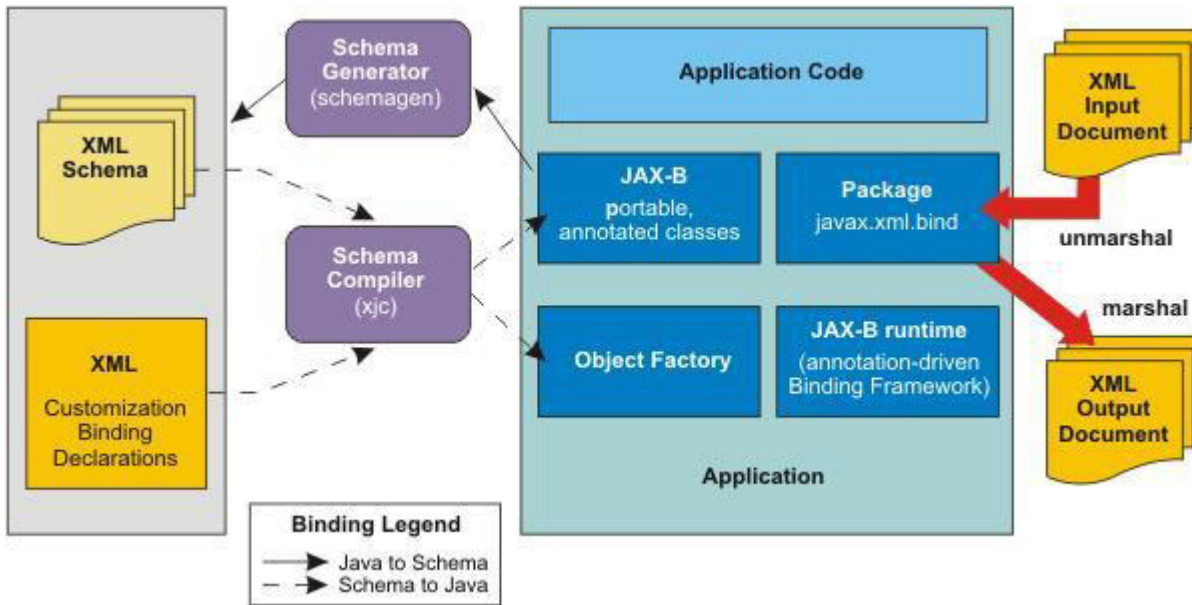 Schema
Generator
(schemagen)
Application Code
XML
Input
Document
XML
Schema
JAX-B
portable,
annotated classes
Package
javax.xml.bind
unmarshal
Schema
Compiler
(xjc)
marshal
XML
Customization
Binding
Declarations
Object Factory
JAX-B runtime
(annotation-driven
Binding Framework)
XML
Output
Document
Application
Binding Legend
Java to Schema
Schema to Java